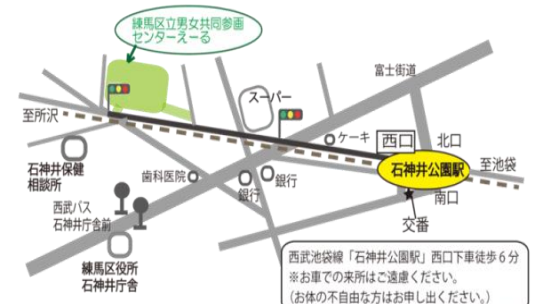 練馬区立男女共同参画
センターえーる
富士街道
スーパー
至所沢
ケーキ
西口
北口
石神井公園駅
至池袋
石神井保健
相談所
歯科医院
銀行
銀行
南口
交番
西武バス
石神井庁舎前
練馬区役所
石神井庁舎
西武池袋線「石神井公園駅」西口下車徒歩6分
※お車での来所はご遠慮ください。
(お体の不自由な方はお申し出ください。)